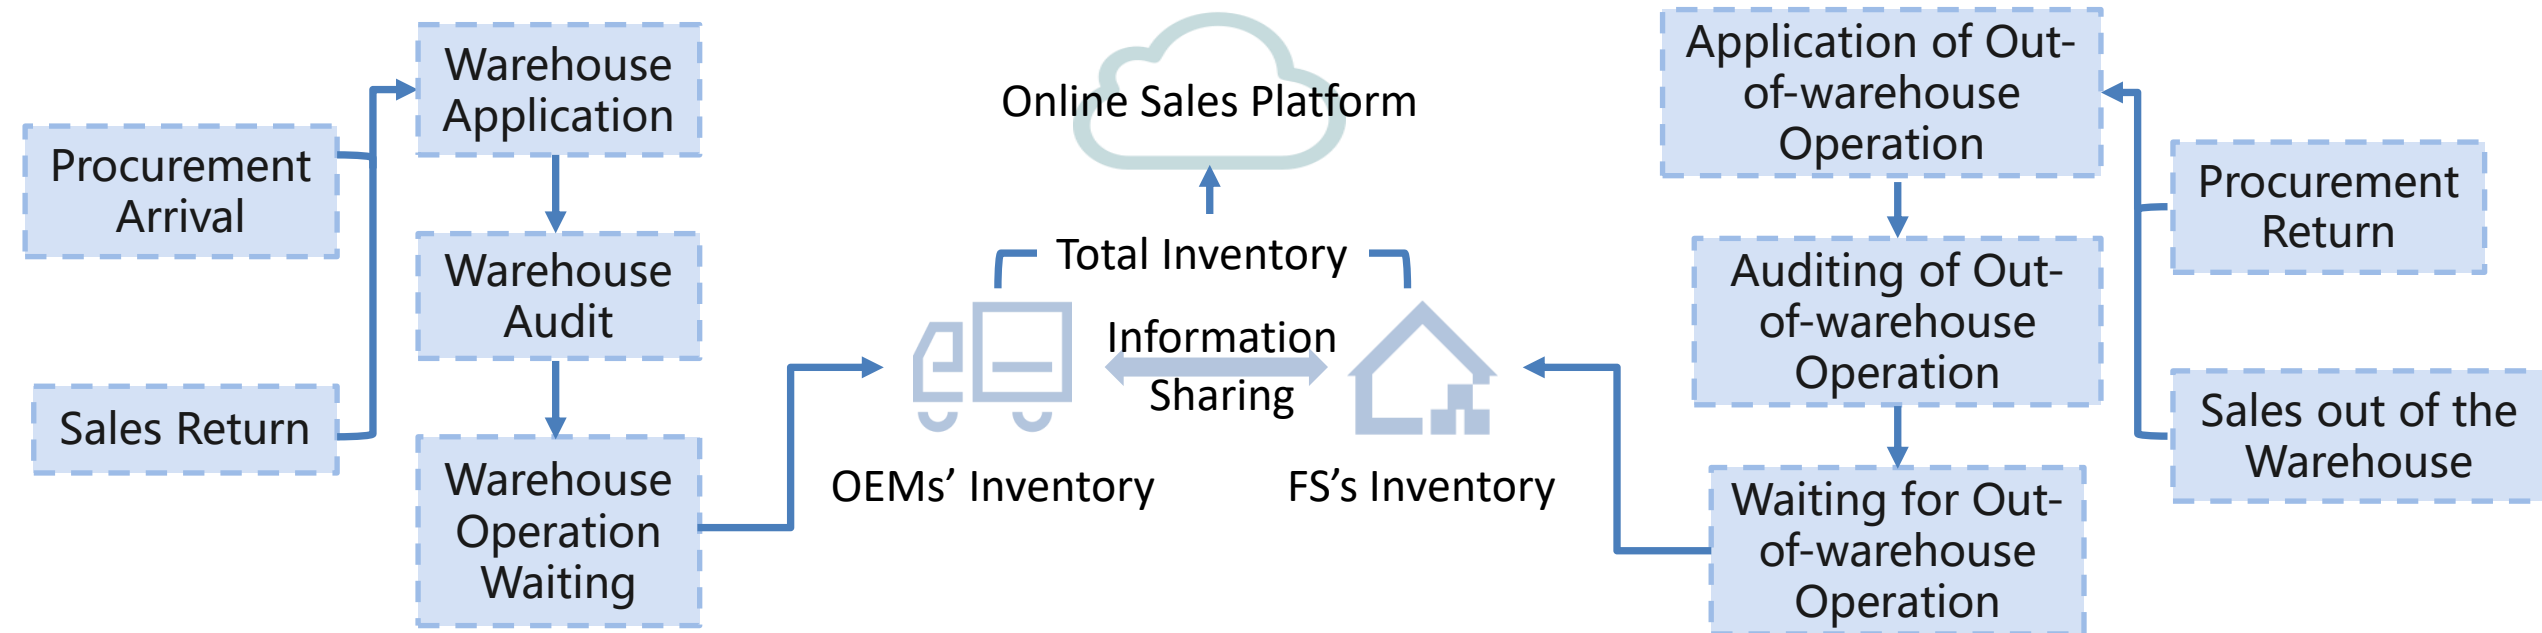 Procurement
Arrival
Sales Return
Warehouse
Application
Warehouse
Audit
Warehouse
Operation
Waiting
Online Sales Platform
Total Inventory
Information
Sharing
OEMs’ Inventory
FS’s Inventory
Application of Out-
of-warehouse
Operation
Auditing of Out-
of-warehouse
Operation
Waiting for Out-
of-warehouse
Operation
Procurement
Return
Sales out of the
Warehouse